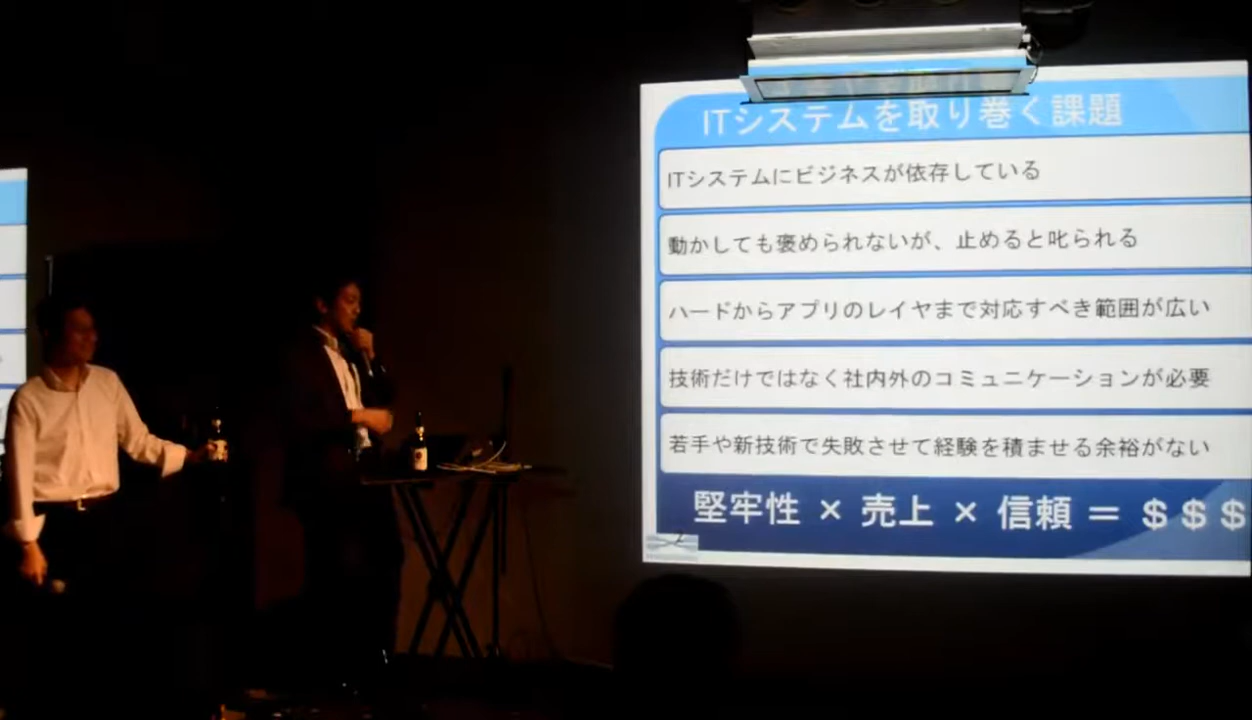 ITシステムを取り巻く課題
ITシステムにビジネスが依存している
動かしても褒められないが、止めると叱られる
ハードからアプリのレイヤまで対応すべき範囲が広い
技術だけではなく社内外のコミュニケーションが必要
若手や新技術で失敗させて経験を積ませる余裕がない
堅牢性 × 売上 × 信頼 = $ $ $